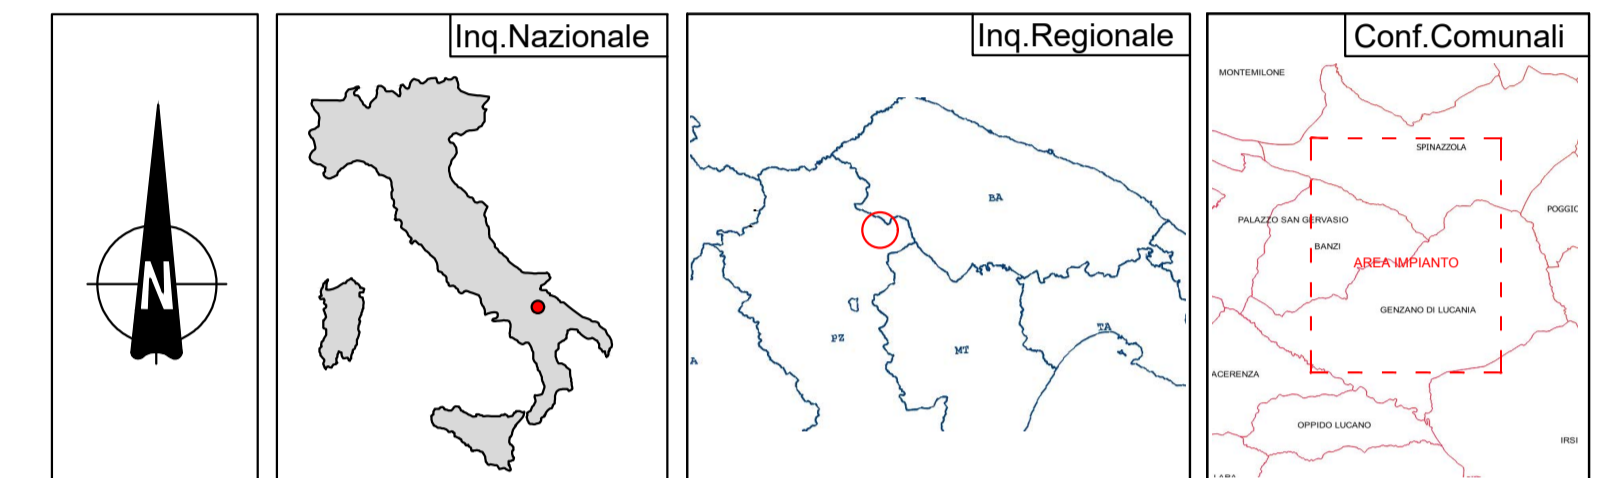 N
Inq.Nazionale
Inq.Regionale
BA
PZ
MT
TA
A
Conf.Comunali
MONTEMILONE
SPINAZZOLA
PALAZZO SAN GERVASIO
POGGIO
BANZI
AREA IMPIANTO
GENZANO DI LUCANIA
ACERENZA
OPPIDO LUCANO
IRSI